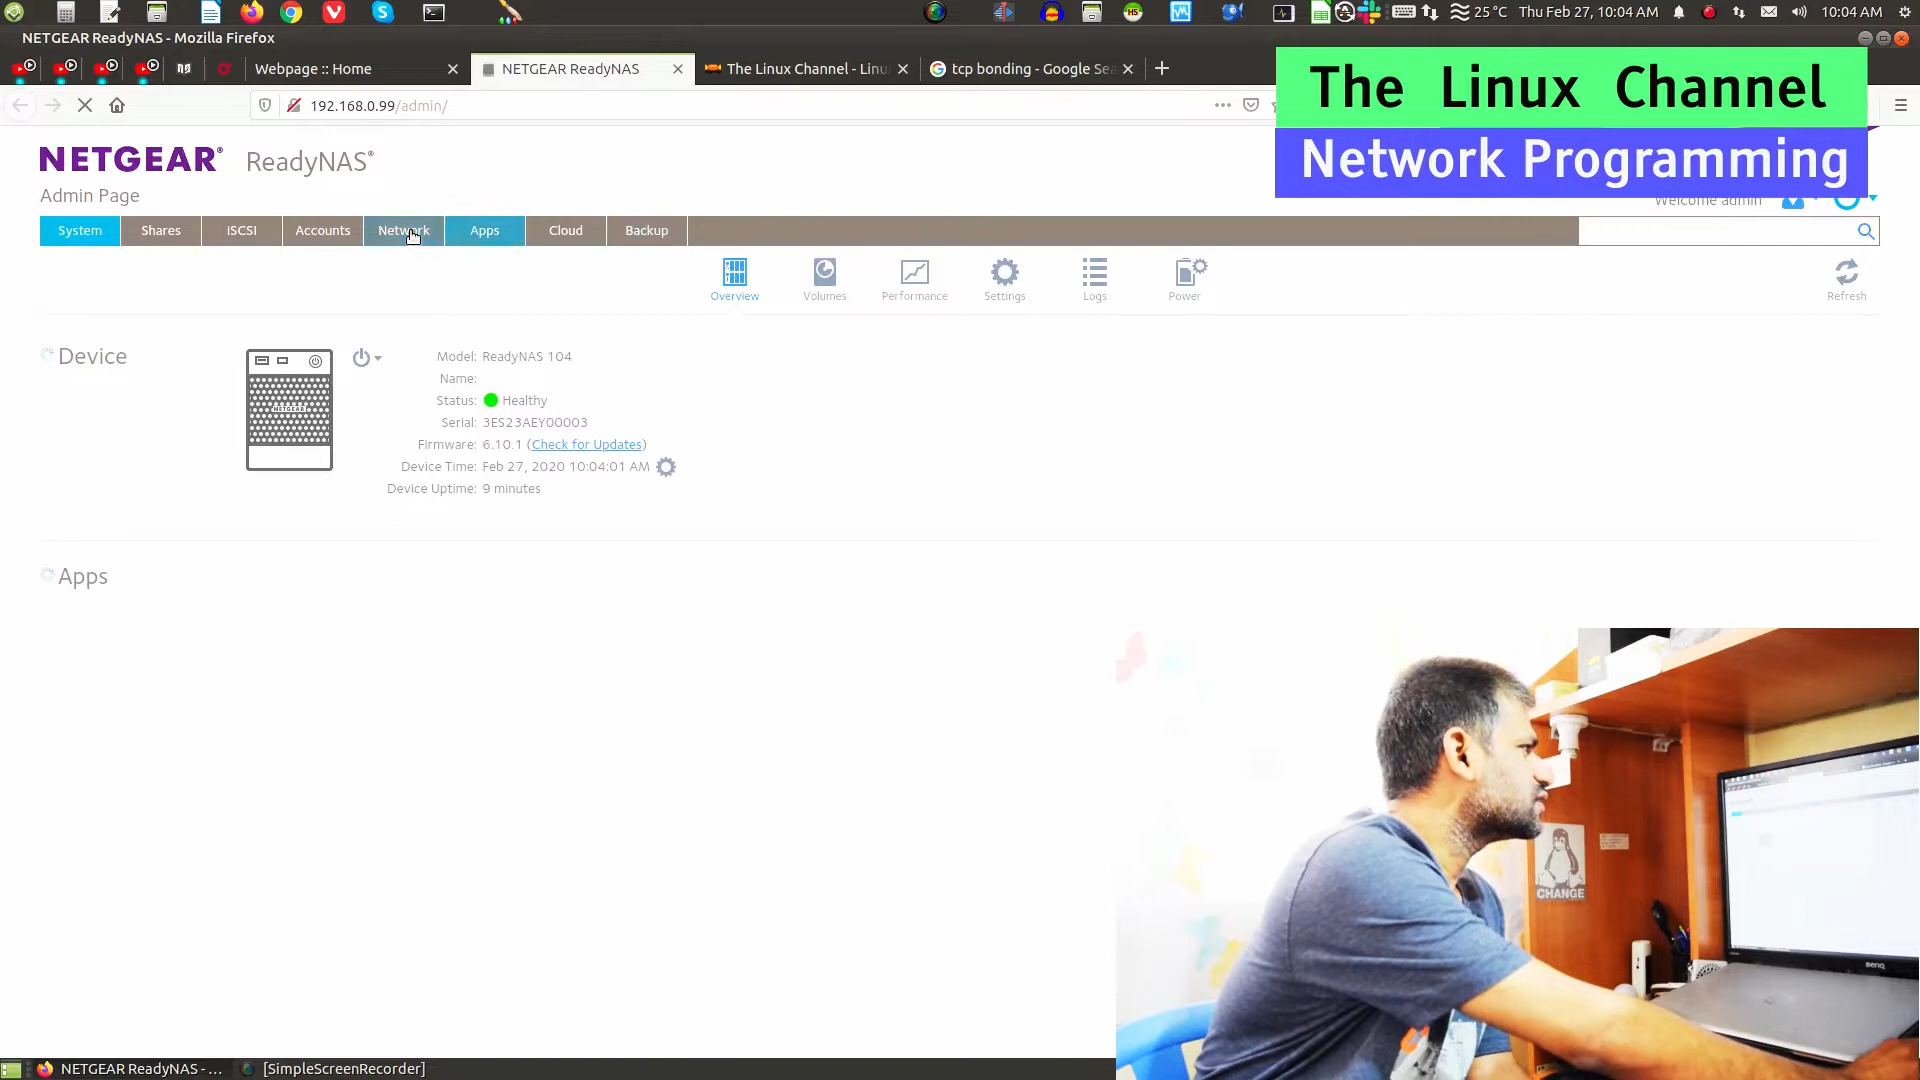 25 °C
Thu Feb 27, 10:04 AM
10:04 AM
NETGEAR ReadyNAS - Mozilla Firefox
Webpage :: Home
NETGEAR ReadyNAS
The Linux Channel - Linu
tcp bonding - Google Sea
192.168.0.99/admin/
The Linux Channel
Network Programming
NETGEAR® ReadyNAS®
Admin Page
Welcome admin
System
Shares
iSCSI
Accounts
Network
Apps
Cloud
Backup
Overview
Volumes
Performance
Settings
Logs
Power
Refresh
Device
NETGEAR
Model: ReadyNAS 104
Name:
Status: Healthy
Serial: 3ES23AEY00003
Firmware: 6.10.1 (Check for Updates)
Device Time: Feb 27, 2020 10:04:01 AM
Device Uptime: 9 minutes
Apps
CHANGE
BenQ
NETGEAR ReadyNAS - ...
[SimpleScreenRecorder]